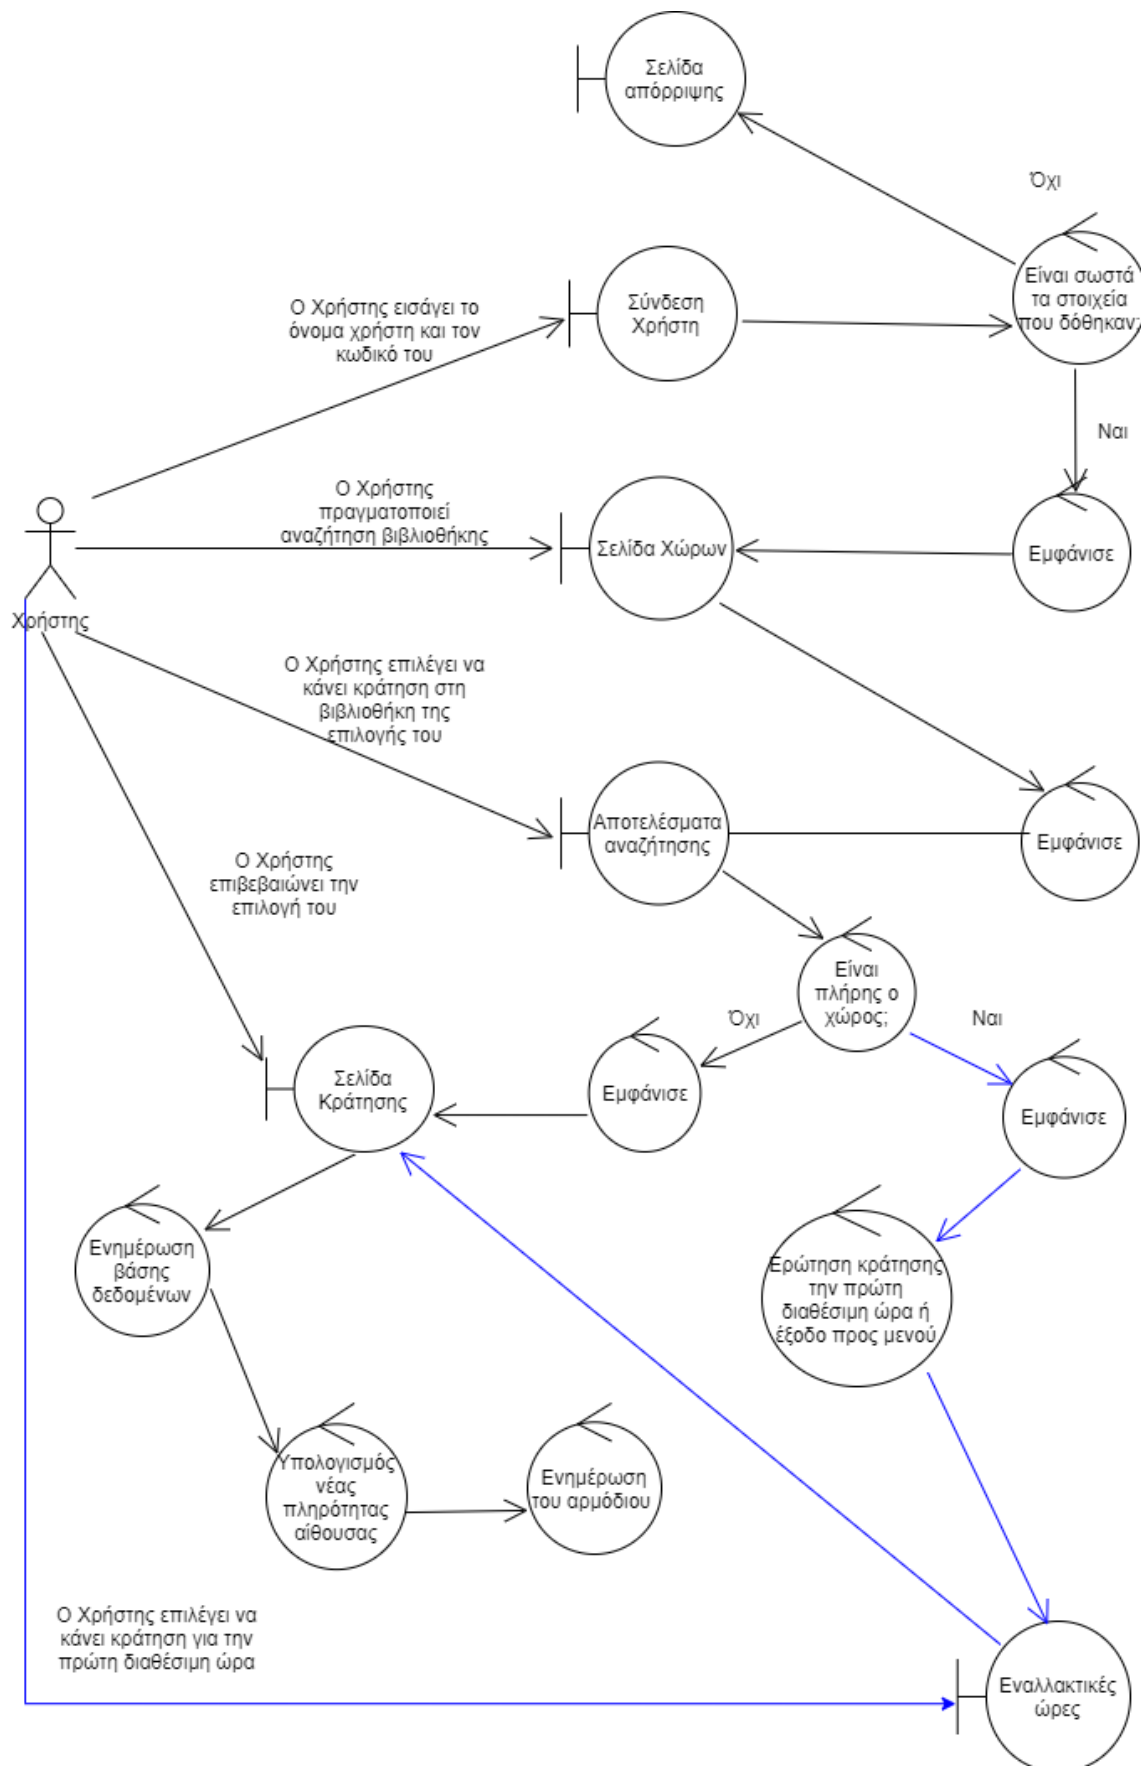 Σελίδα
απόρριψης
Όχι
Είναι σωστά
τα στοιχεία
που δόθηκαν;
Ο Χρήστης εισάγει το
όνομα χρήστη και τον
κωδικό του
Σύνδεση
Χρήστη
Ναι
Ο Χρήστης
πραγματοποιεί
αναζήτηση βιβλιοθήκης
Σελίδα Χώρων
Εμφάνισε
Χρήστης
Ο Χρήστης επιλέγει να
κάνει κράτηση στη
βιβλιοθήκη της
επιλογής του
Αποτελέσματα
αναζήτησης
Εμφάνισε
Ο Χρήστης
επιβεβαιώνει την
επιλογή του
Είναι
πλήρης ο
χώρος;
Όχι
Ναι
Σελίδα
Κράτησης
Εμφάνισε
Εμφάνισε
Ενημέρωση
βάσης
δεδομένων
Ερώτηση κράτησης
την πρώτη
διαθέσιμη ώρα ή
έξοδο προς μενού
Υπολογισμός
νέας
πληρότητας
αίθουσας
Ενημέρωση
του αρμόδιου
Ο Χρήστης επιλέγει να
κάνει κράτηση για την
πρώτη διαθέσιμη ώρα
Εναλλακτικές
ώρες